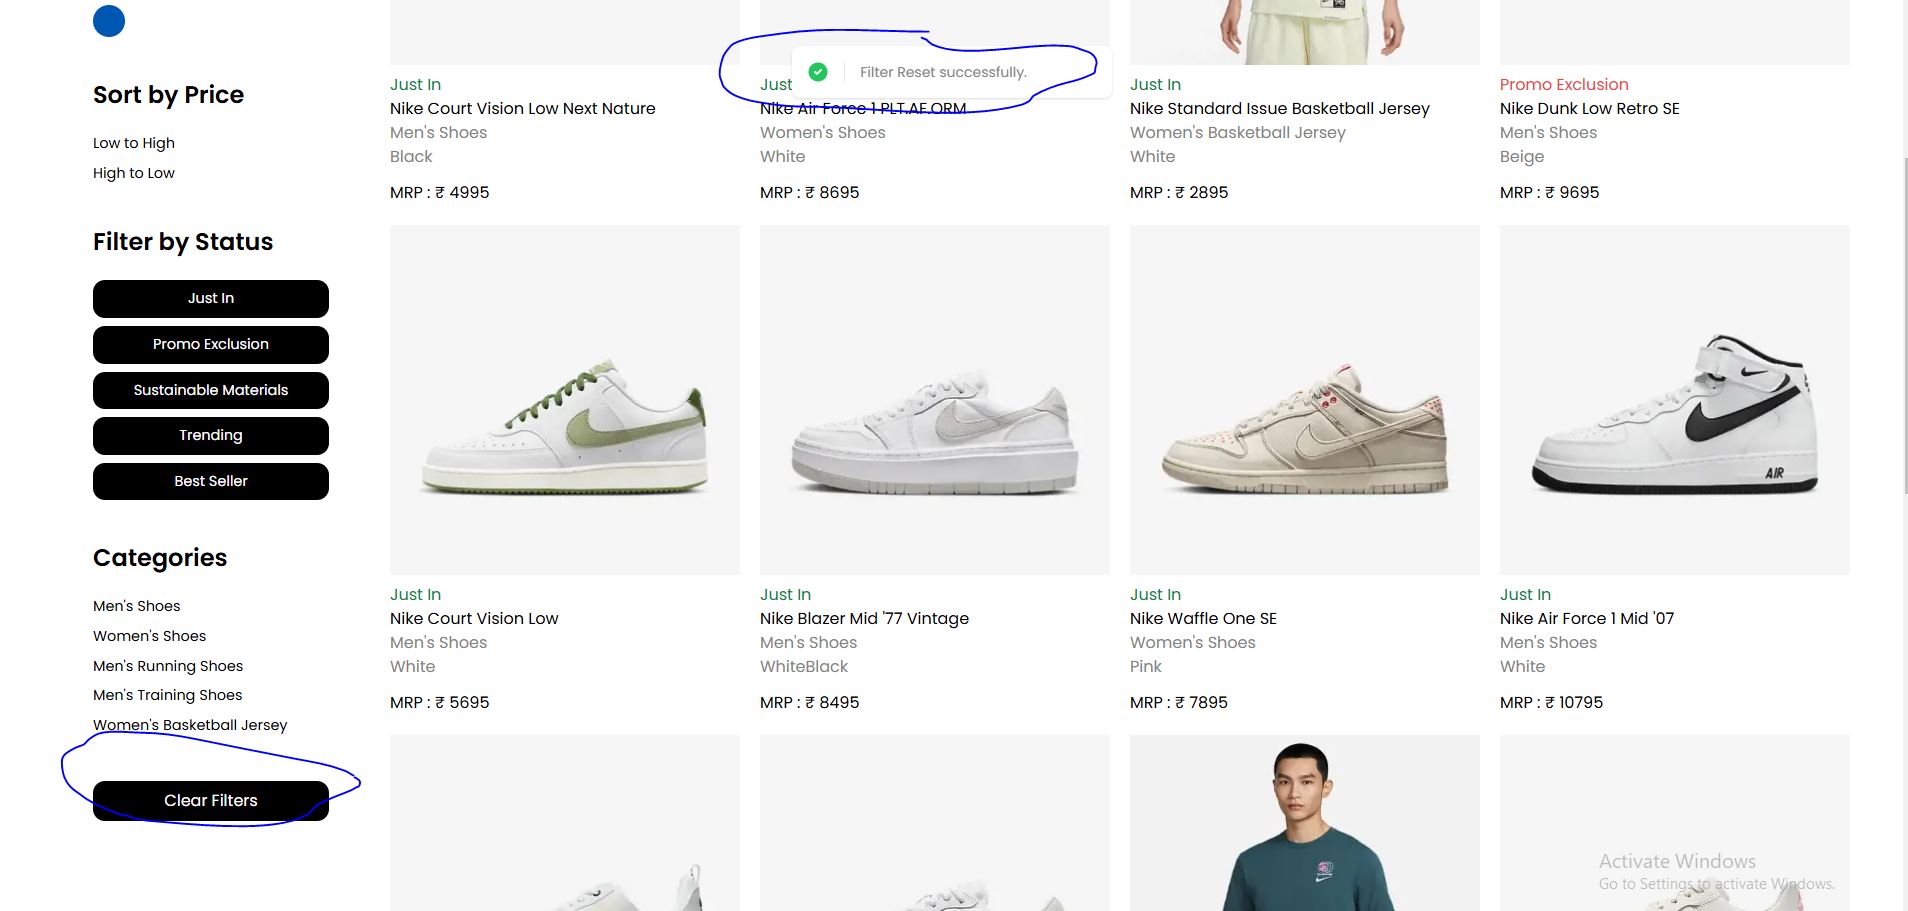 Sort by Price
Low to High
High to Low
Filter by Status
Just In
Promo Exclusion
Sustainable Materials
Trending
Best Seller
Categories
Men's Shoes
Women's Shoes
Men's Running Shoes
Men's Training Shoes
Women's Basketball Jersey
Clear Filters
Filter Reset successfully.
Just In
Nike Court Vision Low Next Nature
Men's Shoes
Black
MRP : ₹ 4995
Just
Nike Air Force 1 PLT.AF.ORM
Women's Shoes
White
MRP : ₹ 8695
Just In
Nike Standard Issue Basketball Jersey
Women's Basketball Jersey
White
MRP : ₹ 2895
Promo Exclusion
Nike Dunk Low Retro SE
Men's Shoes
Beige
MRP : ₹ 9695
Just In
Nike Court Vision Low
Men's Shoes
White
MRP : ₹ 5695
Just In
Nike Blazer Mid '77 Vintage
Men's Shoes
WhiteBlack
MRP : ₹ 8495
Just In
Nike Waffle One SE
Women's Shoes
Pink
MRP : ₹ 7895
AIR
Just In
Nike Air Force 1 Mid '07
Men's Shoes
White
MRP : ₹ 10795
Activate Windows
Go to Settings to activate Windows.